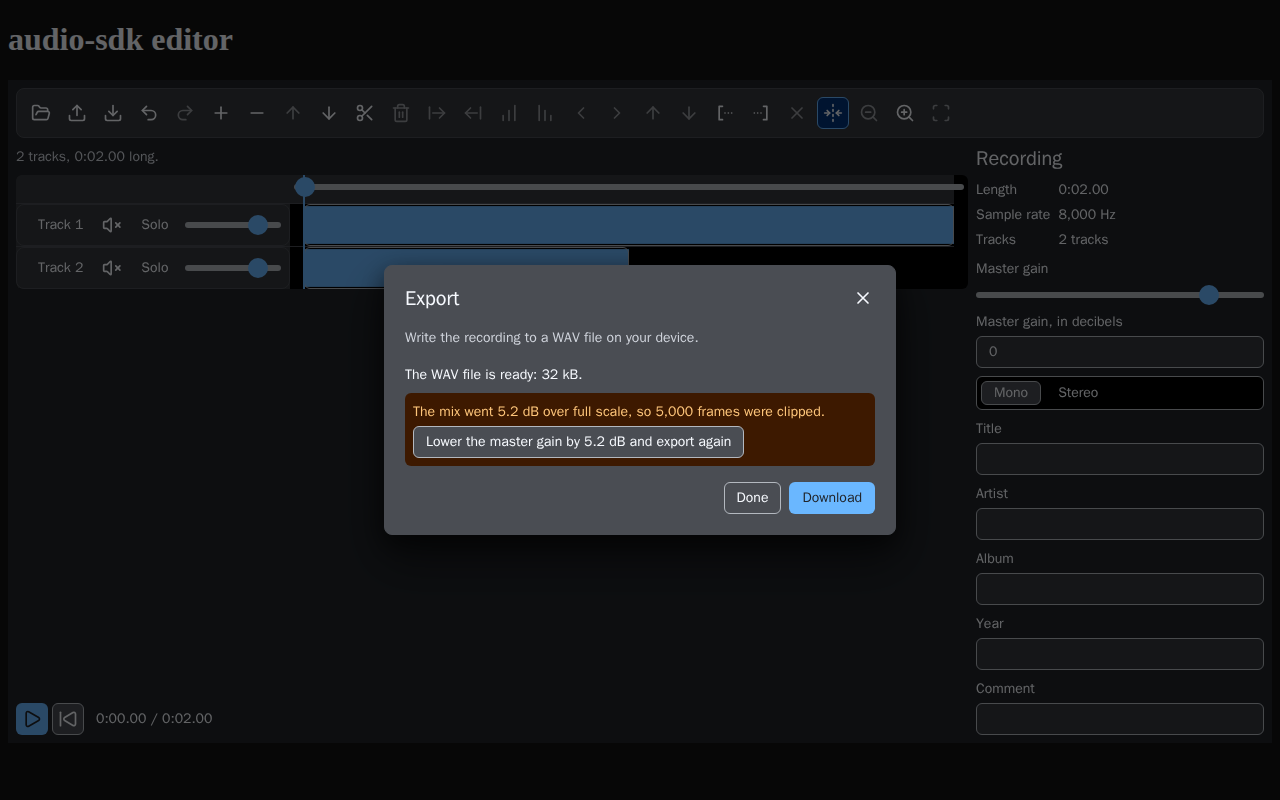 audio-sdk editor
2 tracks, 0:02.00 long.
Track 1
Solo
Track 2
Solo
Recording
Length 0:02.00
Sample rate 8,000 Hz
Tracks 2 tracks
Master gain
Master gain, in decibels
0
Mono Stereo
Title
Artist
Album
Year
Comment
Export
Write the recording to a WAV file on your device.
The WAV file is ready: 32 kB.
The mix went 5.2 dB over full scale, so 5,000 frames were clipped.
Lower the master gain by 5.2 dB and export again
Done Download
0:00.00 / 0:02.00